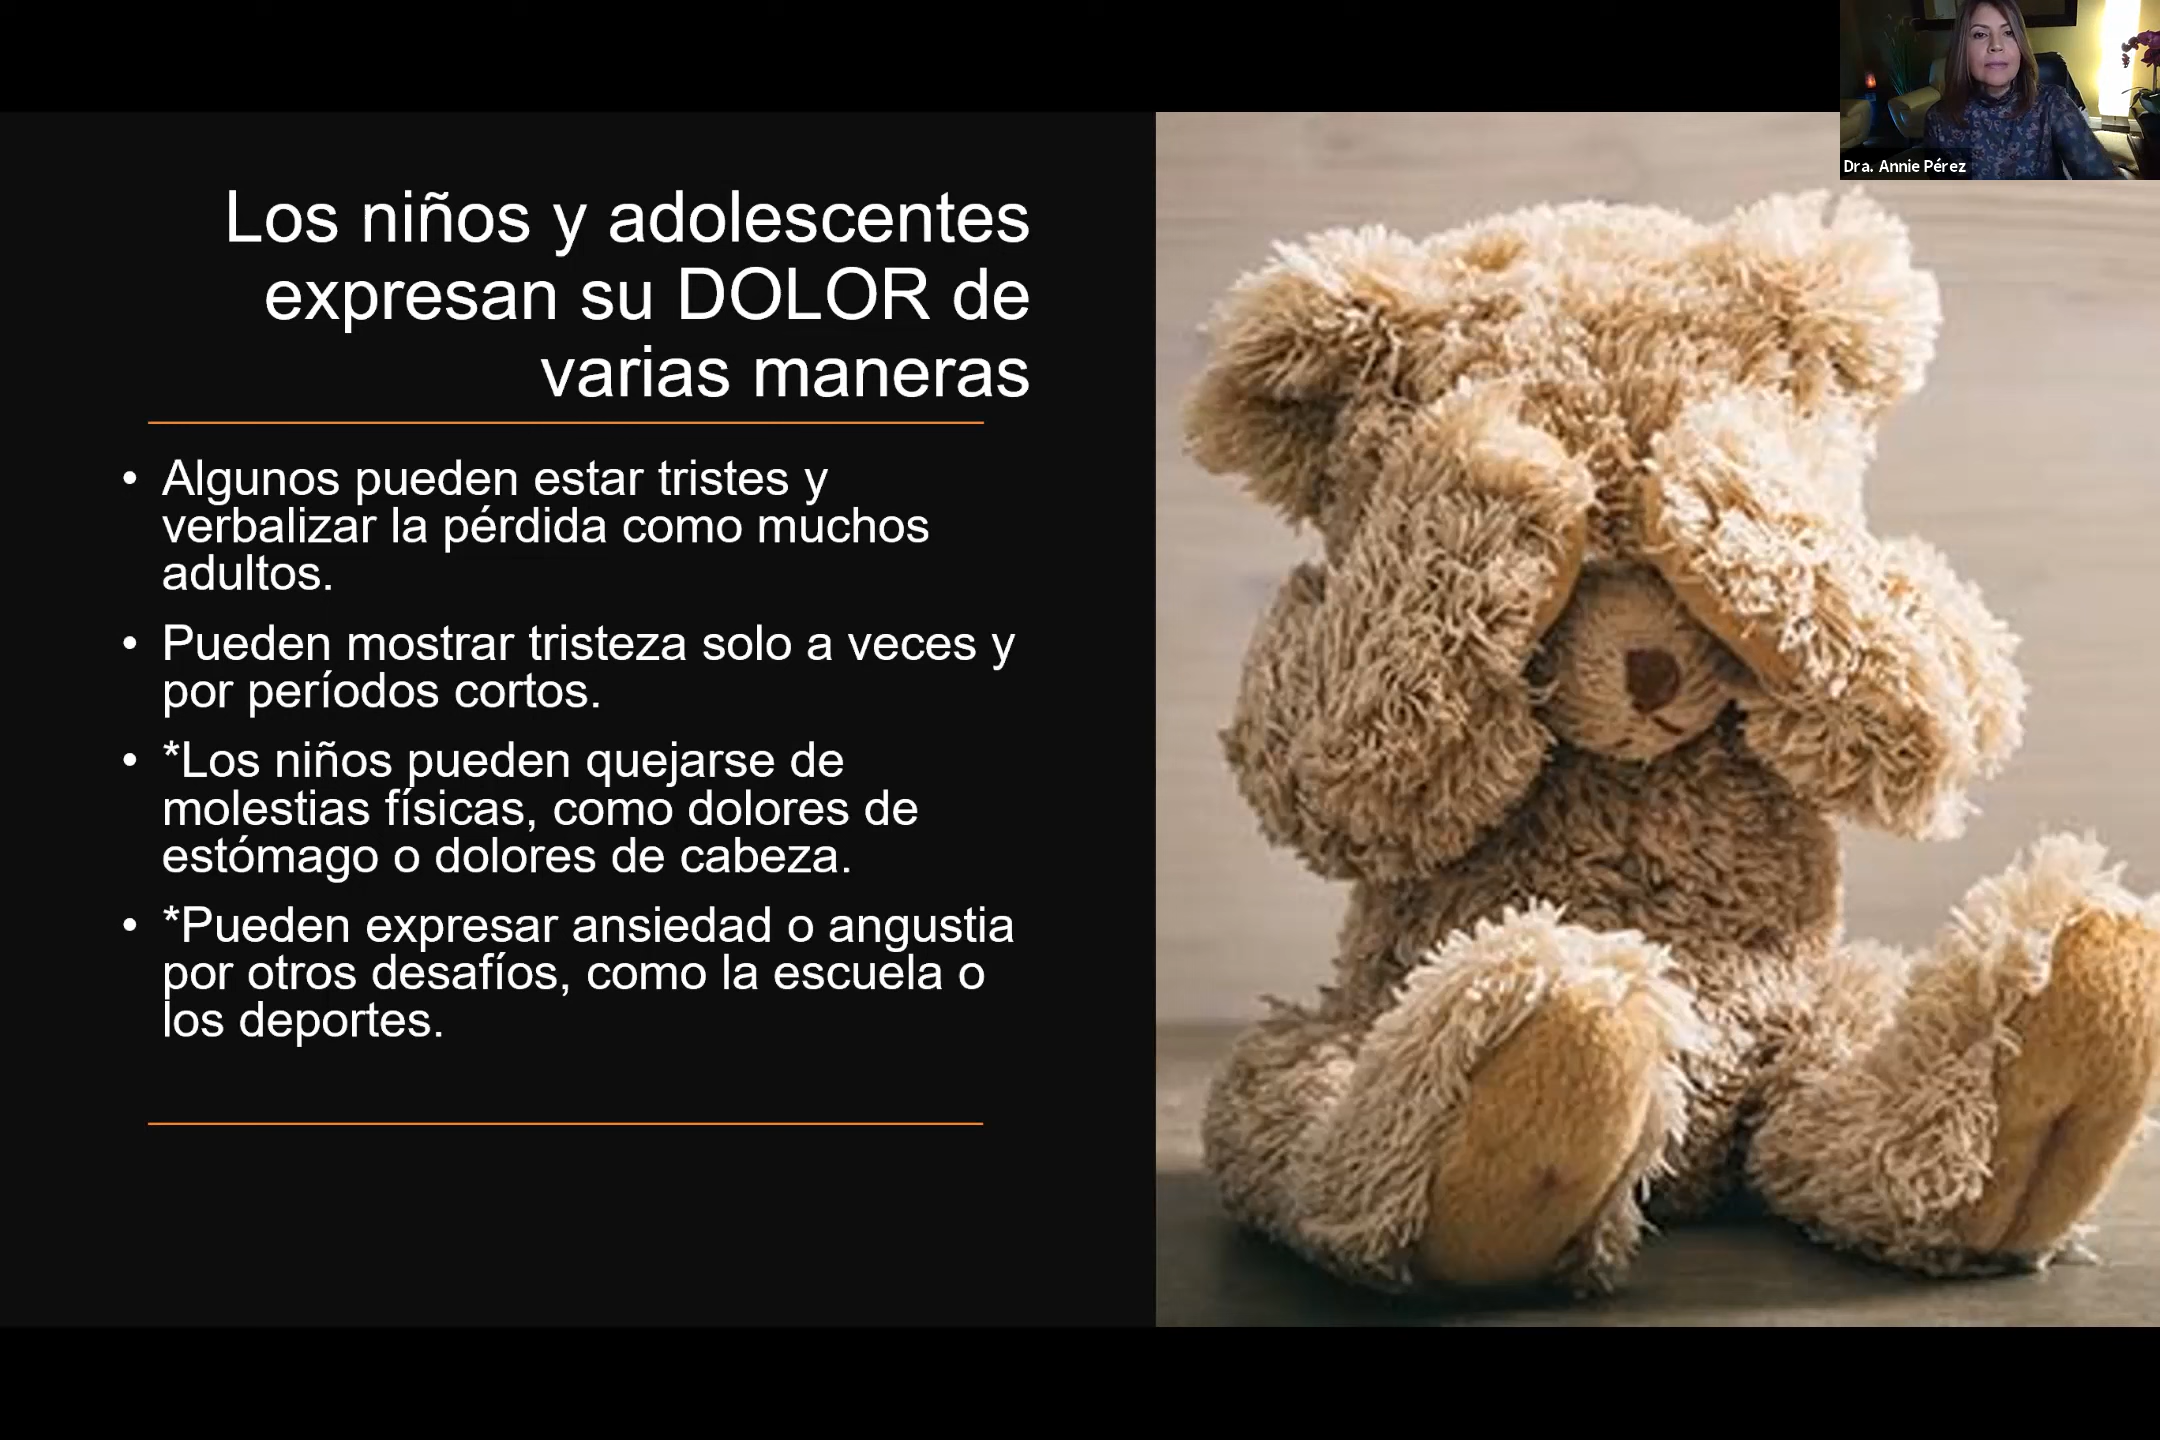 Dra. Annie Pérez
Los niños y adolescentes
expresan su DOLOR de
varias maneras
• Algunos pueden estar tristes y
verbalizar la pérdida como muchos
adultos.
• Pueden mostrar tristeza solo a veces y
por períodos cortos.
• *Los niños pueden quejarse de
molestias físicas, como dolores de
estómago o dolores de cabeza.
• *Pueden expresar ansiedad o angustia
por otros desafíos, como la escuela o
los deportes.